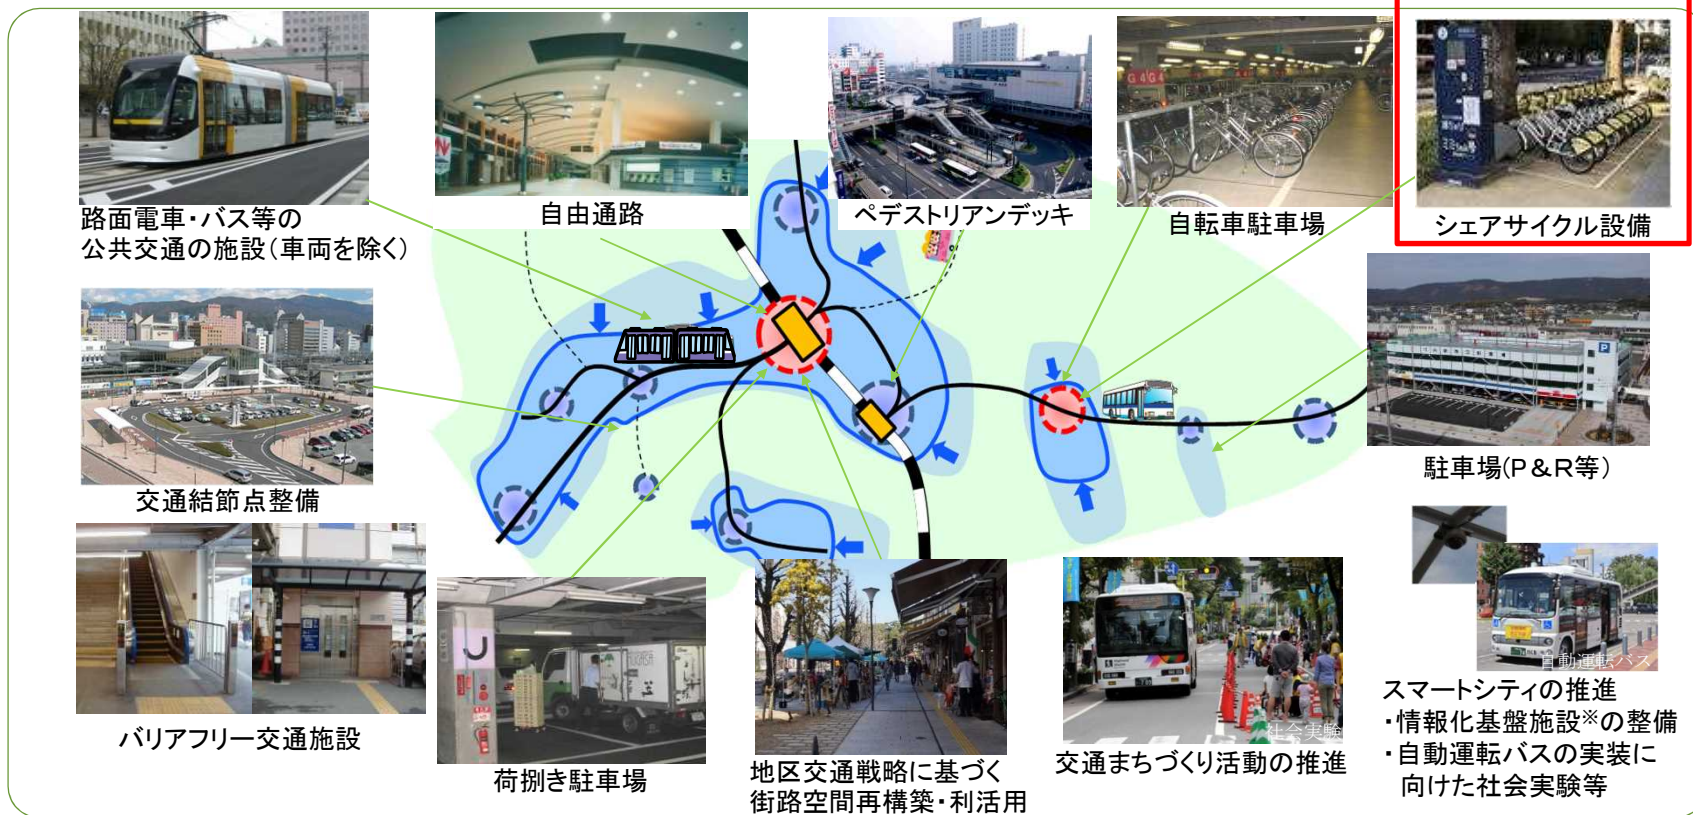 路面電車・バス等の
公共交通の施設（車両を除く）
自由通路
ペデストリアンデッキ
G4 G4
自転車駐車場
シェアサイクル設備
交通結節点整備
P
駐車場(P＆R等）
バリアフリー交通施設
荷捌き駐車場
地区交通戦略に基づく
街路空間再構築・利活用
社会実験
交通まちづくり活動の推進
自動運転バス
スマートシティの推進
・情報化基盤施設※の整備
・自動運転バスの実装に
向けた社会実験等